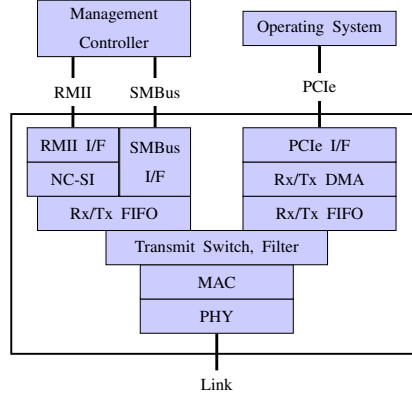 Management
Controller
Operating System
RMII
SMBus
PCIe
RMII I/F
SMBus
I/F
NC-SI
Rx/Tx FIFO
PCIe I/F
Rx/Tx DMA
Rx/Tx FIFO
Transmit Switch, Filter
MAC
PHY
Link